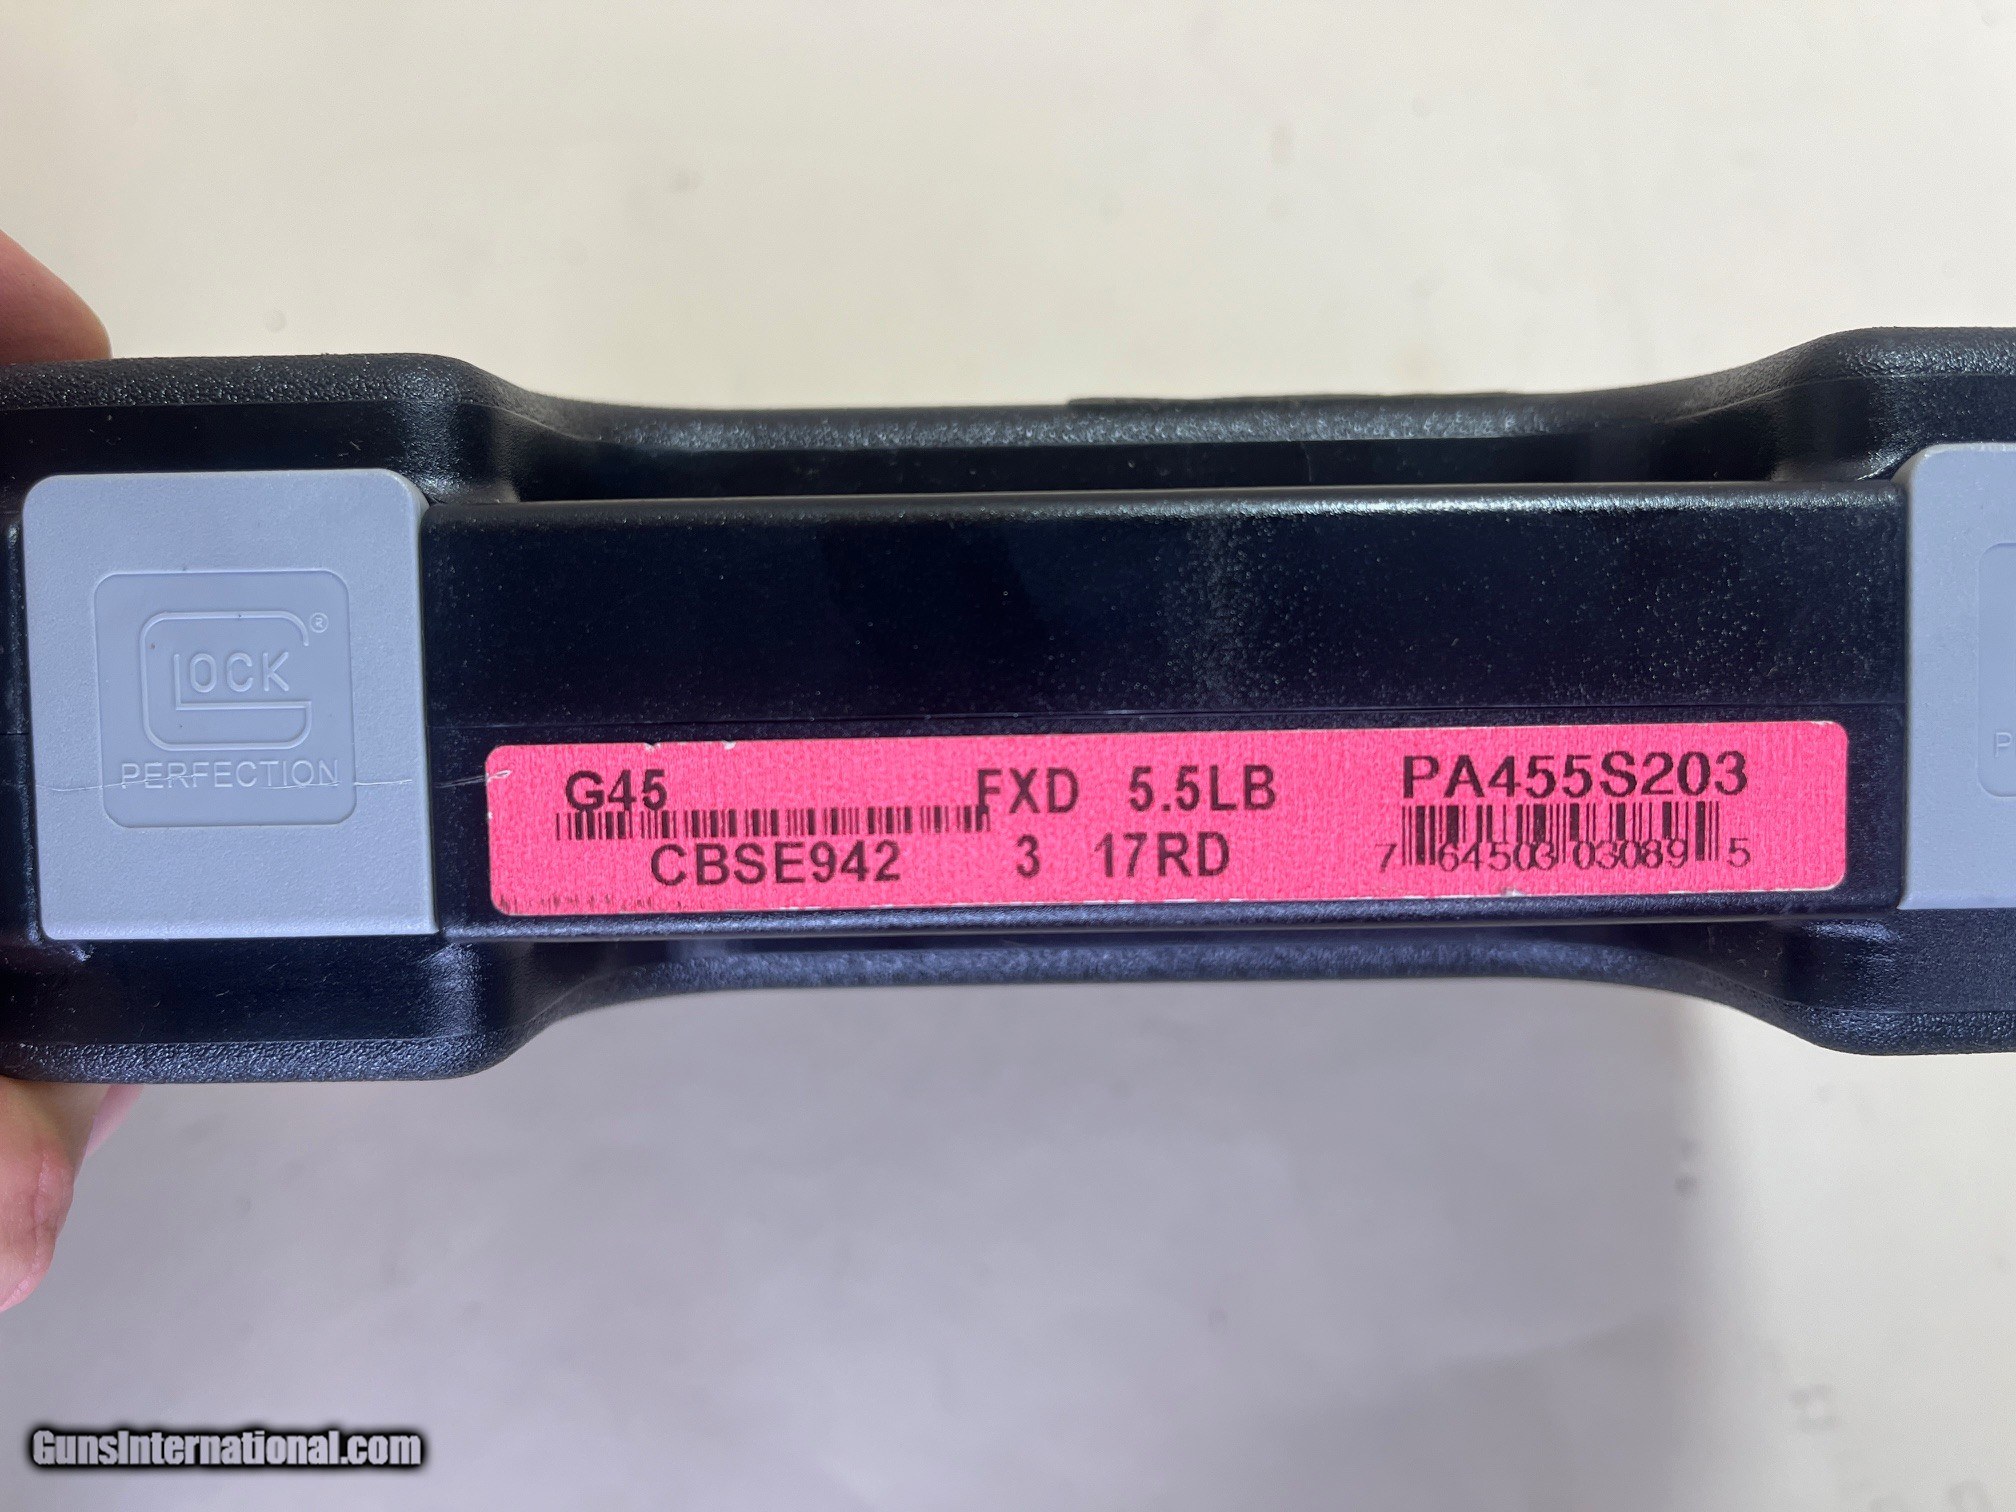 GLOCK®
PERFECTION
G45 FXD 5.5LB PA455S203
CBSE942 3 17RD 7 64503 03089 5
P
GunsInternational.com